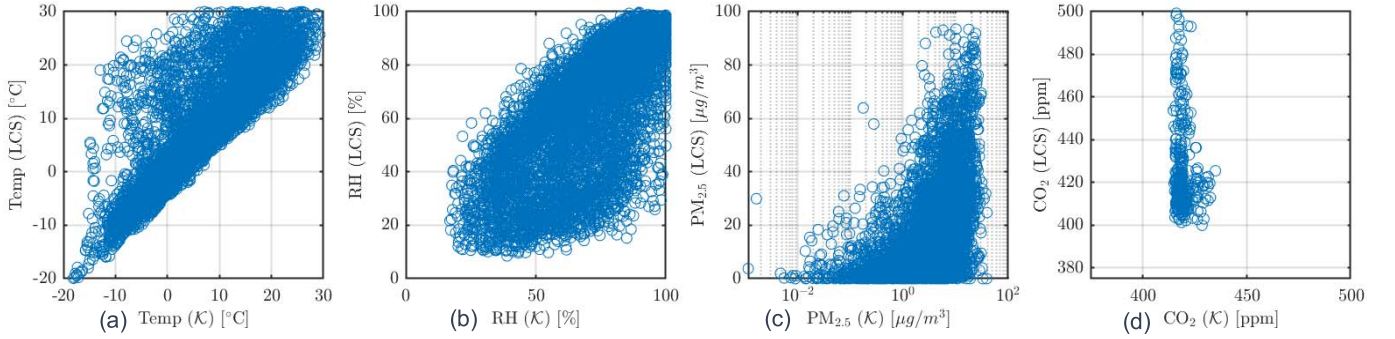 Temp (LCS) [°C]
30
20
10
0
-10
-20
-20 -10 0 10 20 30
(a) Temp (𝒦) [°C]
RH (LCS) [%]
100
80
60
40
20
0
0 50 100
(b) RH (𝒦) [%]
PM2.5 (LCS) [μg/m³]
100
80
60
40
20
0
10⁻² 10⁰ 10²
(c) PM2.5 (𝒦) [μg/m³]
CO2 (LCS) [ppm]
500
480
460
440
420
400
380
400 450 500
(d) CO2 (𝒦) [ppm]